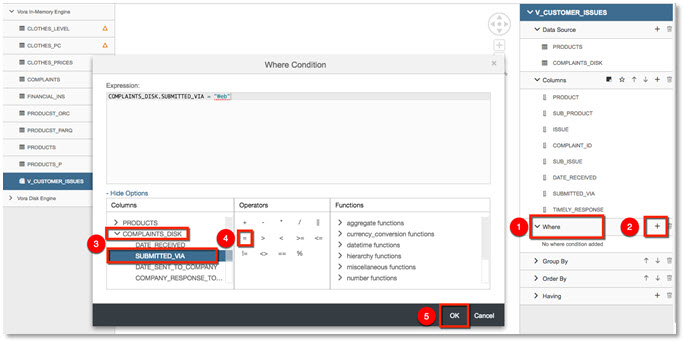 Vora In-Memory Engine
CLOTHES_LEVEL
CLOTHES_PC
CLOTHES_PRICES
COMPLAINTS
FINANCIAL_INS
PRODUCT_ORC
PRODUCT_PARQ
PRODUCTS
PRODUCTS_P
V_CUSTOMER_ISSUES
Vora Disk Engine
Where Condition
×
Expression:
COMPLAINTS_DISK.SUBMITTED_VIA = "Web"
- Hide Options
Columns
PRODUCTS
3
COMPLAINTS_DISK
DATE_RECEIVED
SUBMITTED_VIA
DATE_SENT_TO_COMPANY
COMPANY_RESPONSE_TO...
Operators
+ - * / ||
4
= > < >= <=
!= <> == %
Functions
aggregate functions
currency_conversion functions
datetime functions
hierarchy functions
miscellaneous functions
number functions
5
OK
Cancel
V_CUSTOMER_ISSUES
Data Source
PRODUCTS
COMPLAINTS_DISK
Columns
PRODUCT
SUB_PRODUCT
ISSUE
COMPLAINT_ID
SUB_ISSUE
DATE_RECEIVED
SUBMITTED_VIA
TIMELY_RESPONSE
1
Where
2
+
No where condition added
Group By
Order By
Having